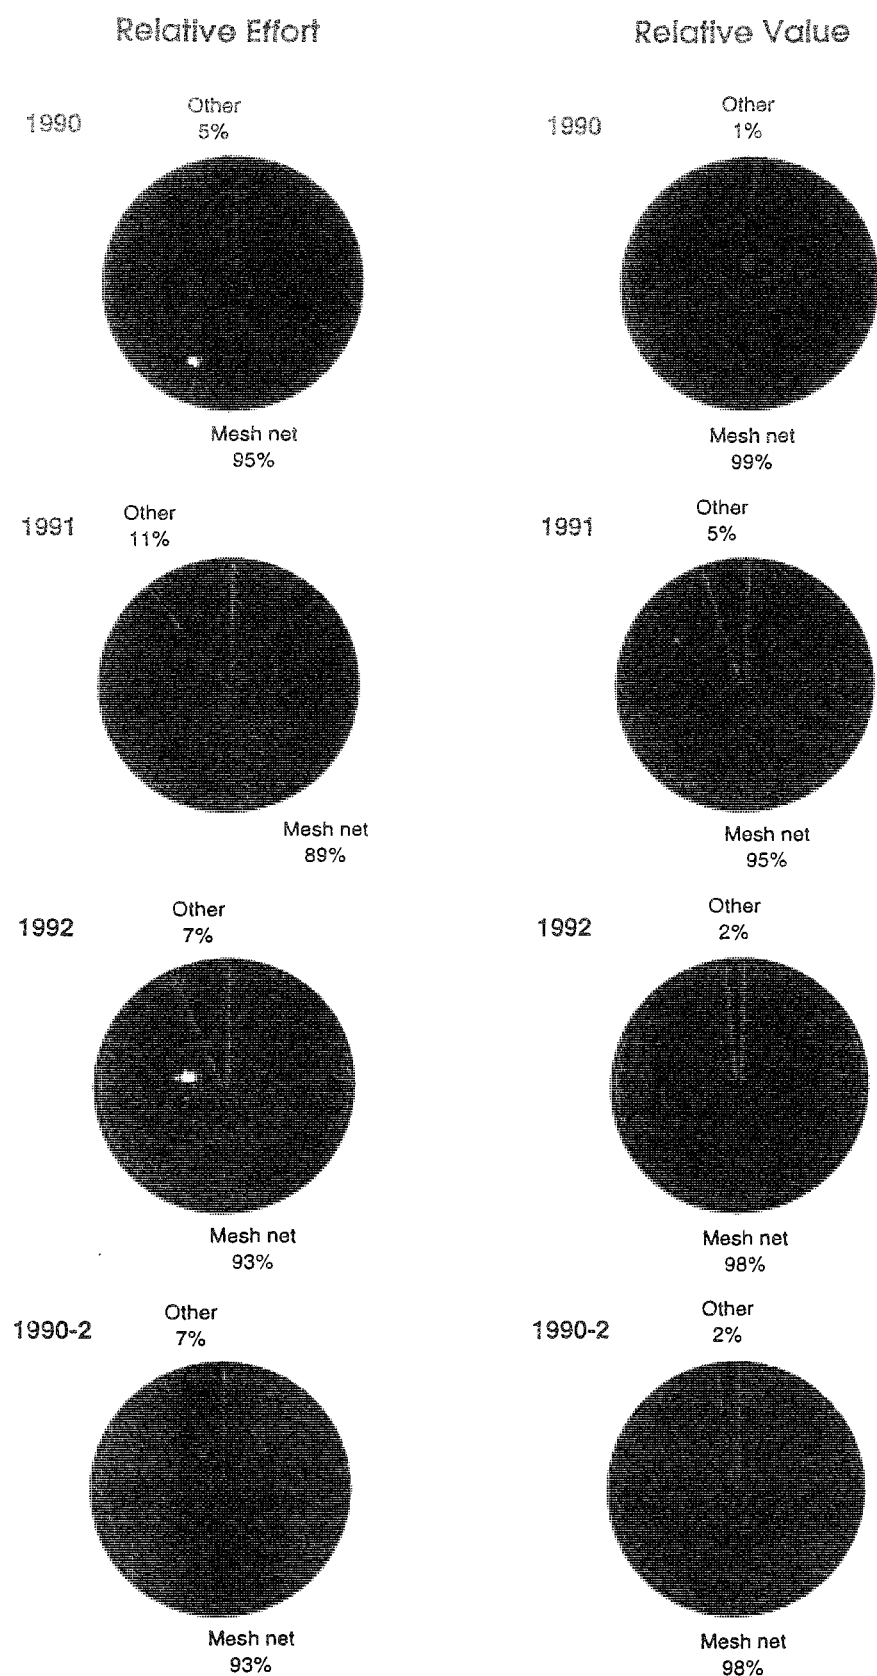 Relative Effort
Relative Value
1990
Other
5%
Mesh net
95%
1990
Other
1%
Mesh net
99%
1991
Other
11%
Mesh net
89%
1991
Other
5%
Mesh net
95%
1992
Other
7%
Mesh net
93%
1992
Other
2%
Mesh net
98%
1990-2
Other
7%
Mesh net
93%
1990-2
Other
2%
Mesh net
98%